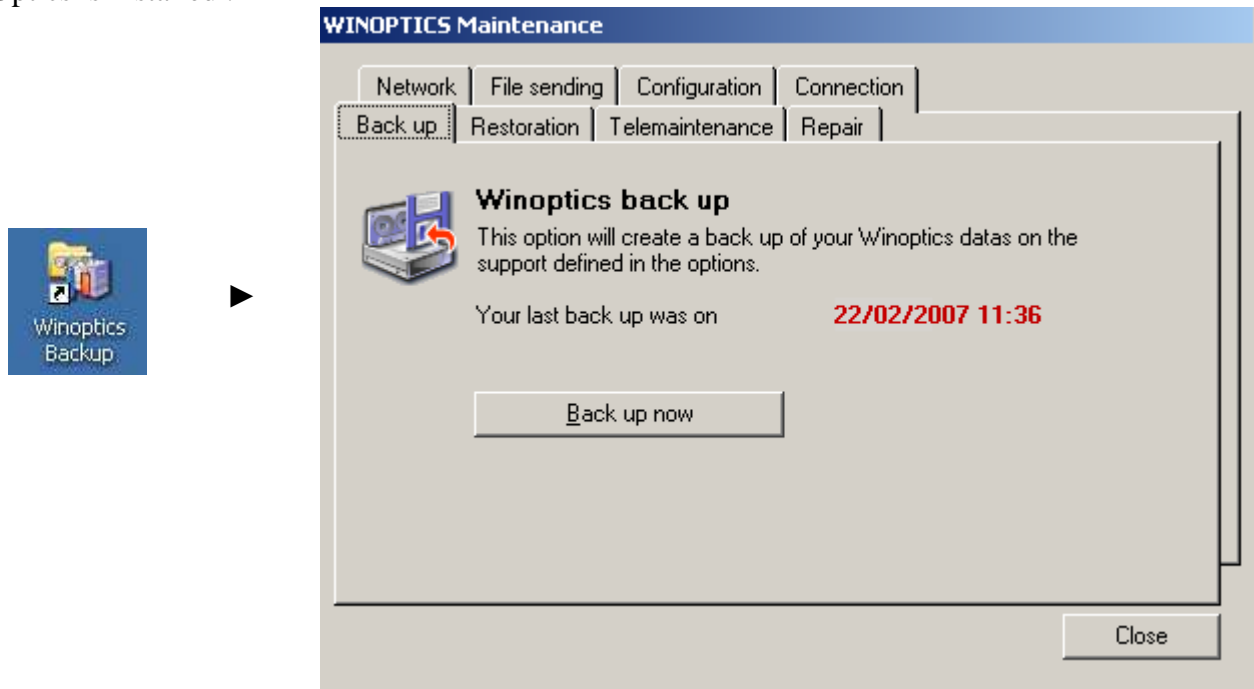 WINOPTICS Maintenance
Network File sending Configuration Connection
Back up Restoration Telemaintenance Repair
Winoptics back up
This option will create a back up of your Winoptics datas on the
support defined in the options.
Your last back up was on 22/02/2007 11:36
Back up now
Close
Winoptics
Backup